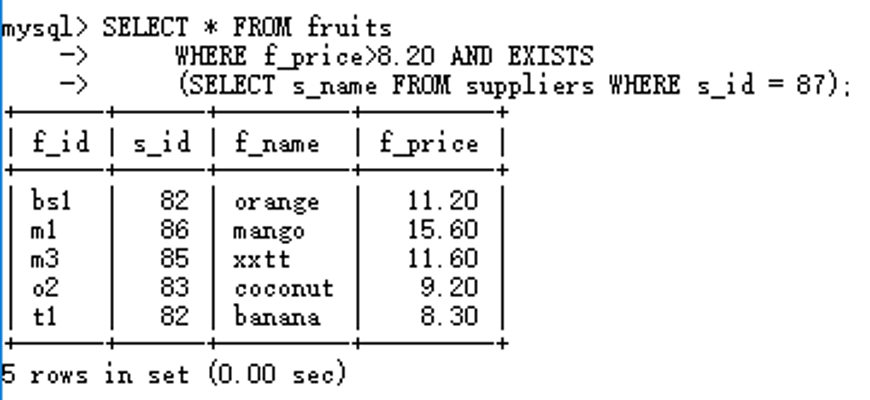 mysql> SELECT * FROM fruits
-> WHERE f_price>8.20 AND EXISTS
-> (SELECT s_name FROM suppliers WHERE s_id = 87);
| f_id | s_id | f_name | f_price |
| bs1 | 82 | orange | 11.20 |
| m1 | 86 | mango | 15.60 |
| m3 | 85 | xxtt | 11.60 |
| o2 | 83 | coconut | 9.20 |
| t1 | 82 | banana | 8.30 |
5 rows in set (0.00 sec)